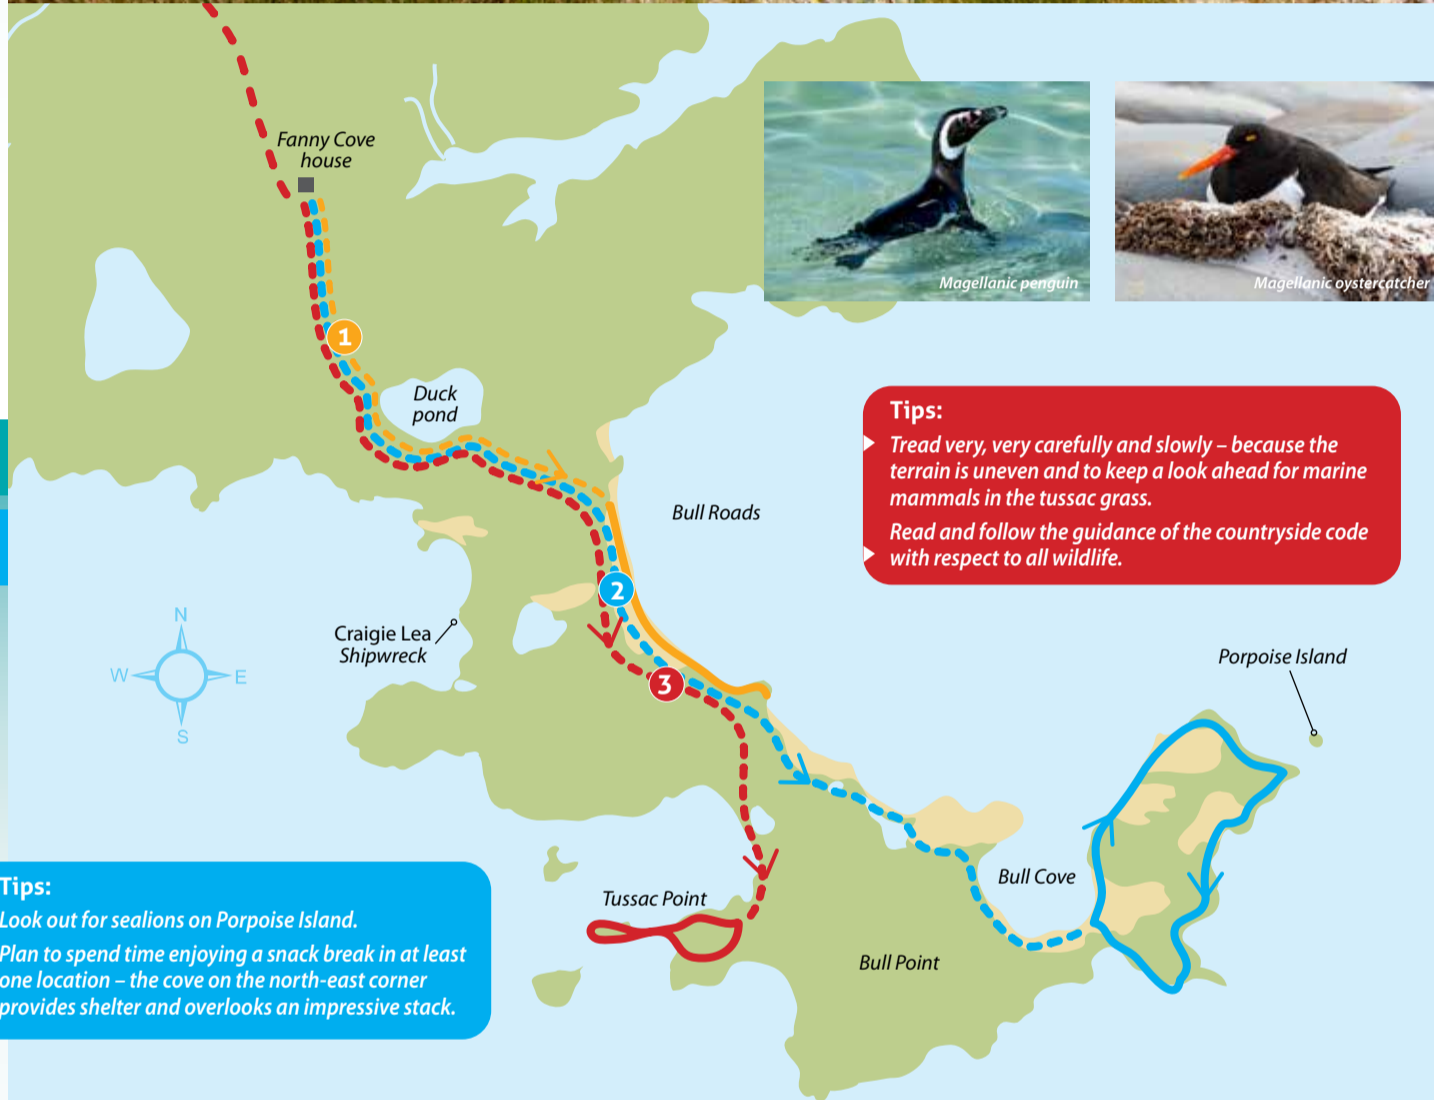 Fanny Cove
house
Magellanic penguin
Magellanic oystercatcher
1
Duck
pond
Tips:
Tread very, very carefully and slowly – because the
terrain is uneven and to keep a look ahead for marine
mammals in the tussac grass.
Read and follow the guidance of the countryside code
with respect to all wildlife.
Bull Roads
2
N
W
E
S
Craigie Lea
Shipwreck
3
Porpoise Island
Tips:
Look out for sealions on Porpoise Island.
Plan to spend time enjoying a snack break in at least
one location – the cove on the north-east corner
provides shelter and overlooks an impressive stack.
Tussac Point
Bull Cove
Bull Point